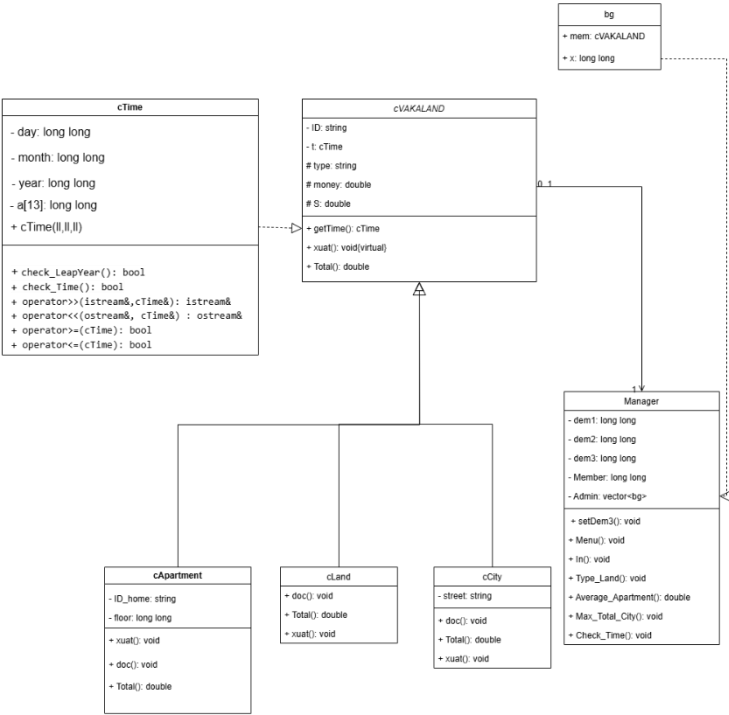 bg
+ mem: cVAKALAND
+ x: long long
cTime
- day: long long
- month: long long
- year: long long
- a[13]: long long
+ cTime(ll,ll,ll)
+ check_LeapYear(): bool
+ check_Time(): bool
+ operator>>(istream&,cTime&): istream&
+ operator<<(ostream&, cTime&) : ostream&
+ operator>=(cTime): bool
+ operator<=(cTime): bool
cVAKALAND
- ID: string
- t: cTime
# type: string
# money: double
# S: double
+ getTime(): cTime
+ xuat(): void{virtual}
+ Total(): double
0..1
1
Manager
- dem1: long long
- dem2: long long
- dem3: long long
- Member: long long
- Admin: vector<bg>
+ setDem3(): void
+ Menu(): void
+ In(): void
+ Type_Land(): void
+ Average_Apartment(): double
+ Max_Total_City(): void
+ Check_Time(): void
cApartment
- ID_home: string
- floor: long long
+ xuat(): void
+ doc(): void
+ Total(): double
cLand
+ doc(): void
+ Total(): double
+ xuat(): void
cCity
- street: string
+ doc(): void
+ Total(): double
+ xuat(): void